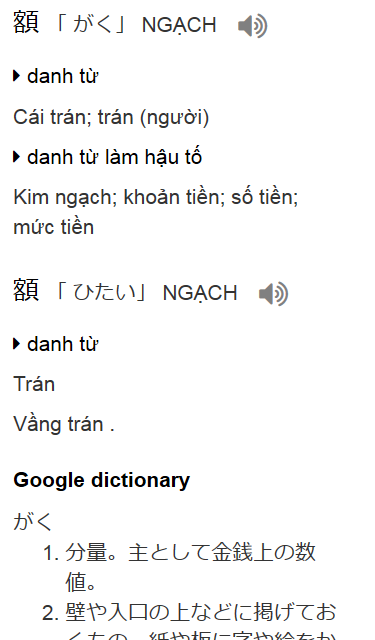 額 「 がく」 NGẠCH
danh từ
Cái trán; trán (người)
danh từ làm hậu tố
Kim ngạch; khoản tiền; số tiền;
mức tiền
額 「 ひたい」 NGẠCH
danh từ
Trán
Vầng trán .
Google dictionary
がく
1. 分量。主として金銭上の数
値。
2. 壁や入口の上などに掲げてお
くもの。紙や板に字や絵をか